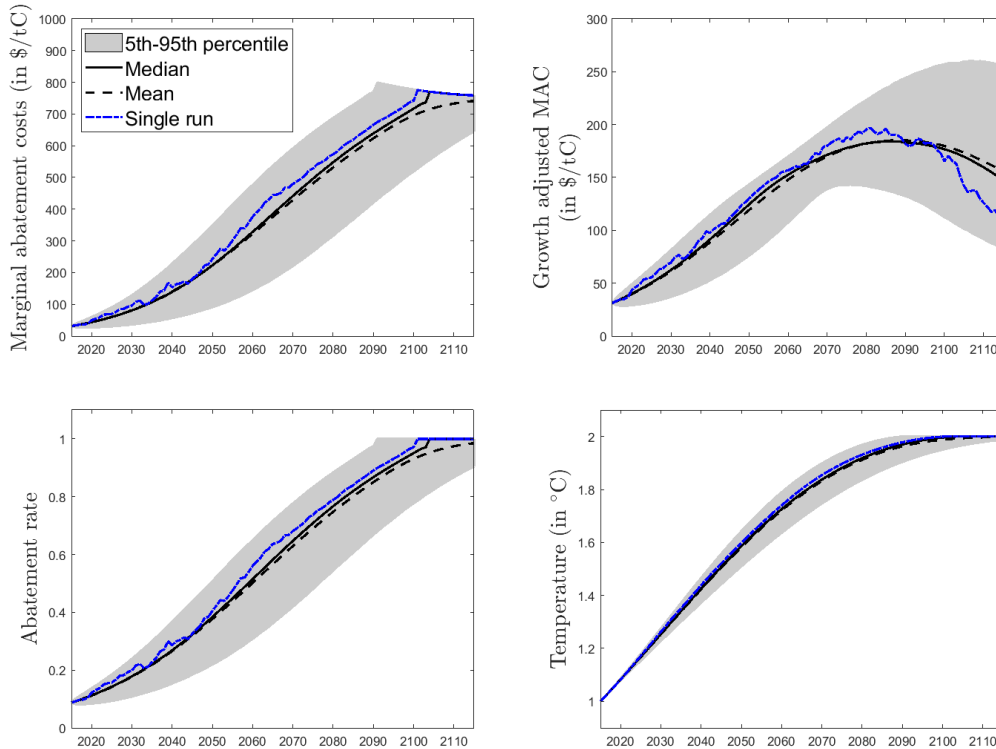 Marginal abatement costs (in $/tC)
1000
900
800
700
600
500
400
300
200
100
0
5th-95th percentile
Median
Mean
Single run
2020 2030 2040 2050 2060 2070 2080 2090 2100 2110
Growth adjusted MAC
(in $/tC)
300
250
200
150
100
50
0
2020 2030 2040 2050 2060 2070 2080 2090 2100 2110
Abatement rate
1
0.8
0.6
0.4
0.2
0
2020 2030 2040 2050 2060 2070 2080 2090 2100 2110
Temperature (in °C)
2
1.8
1.6
1.4
1.2
1
2020 2030 2040 2050 2060 2070 2080 2090 2100 2110